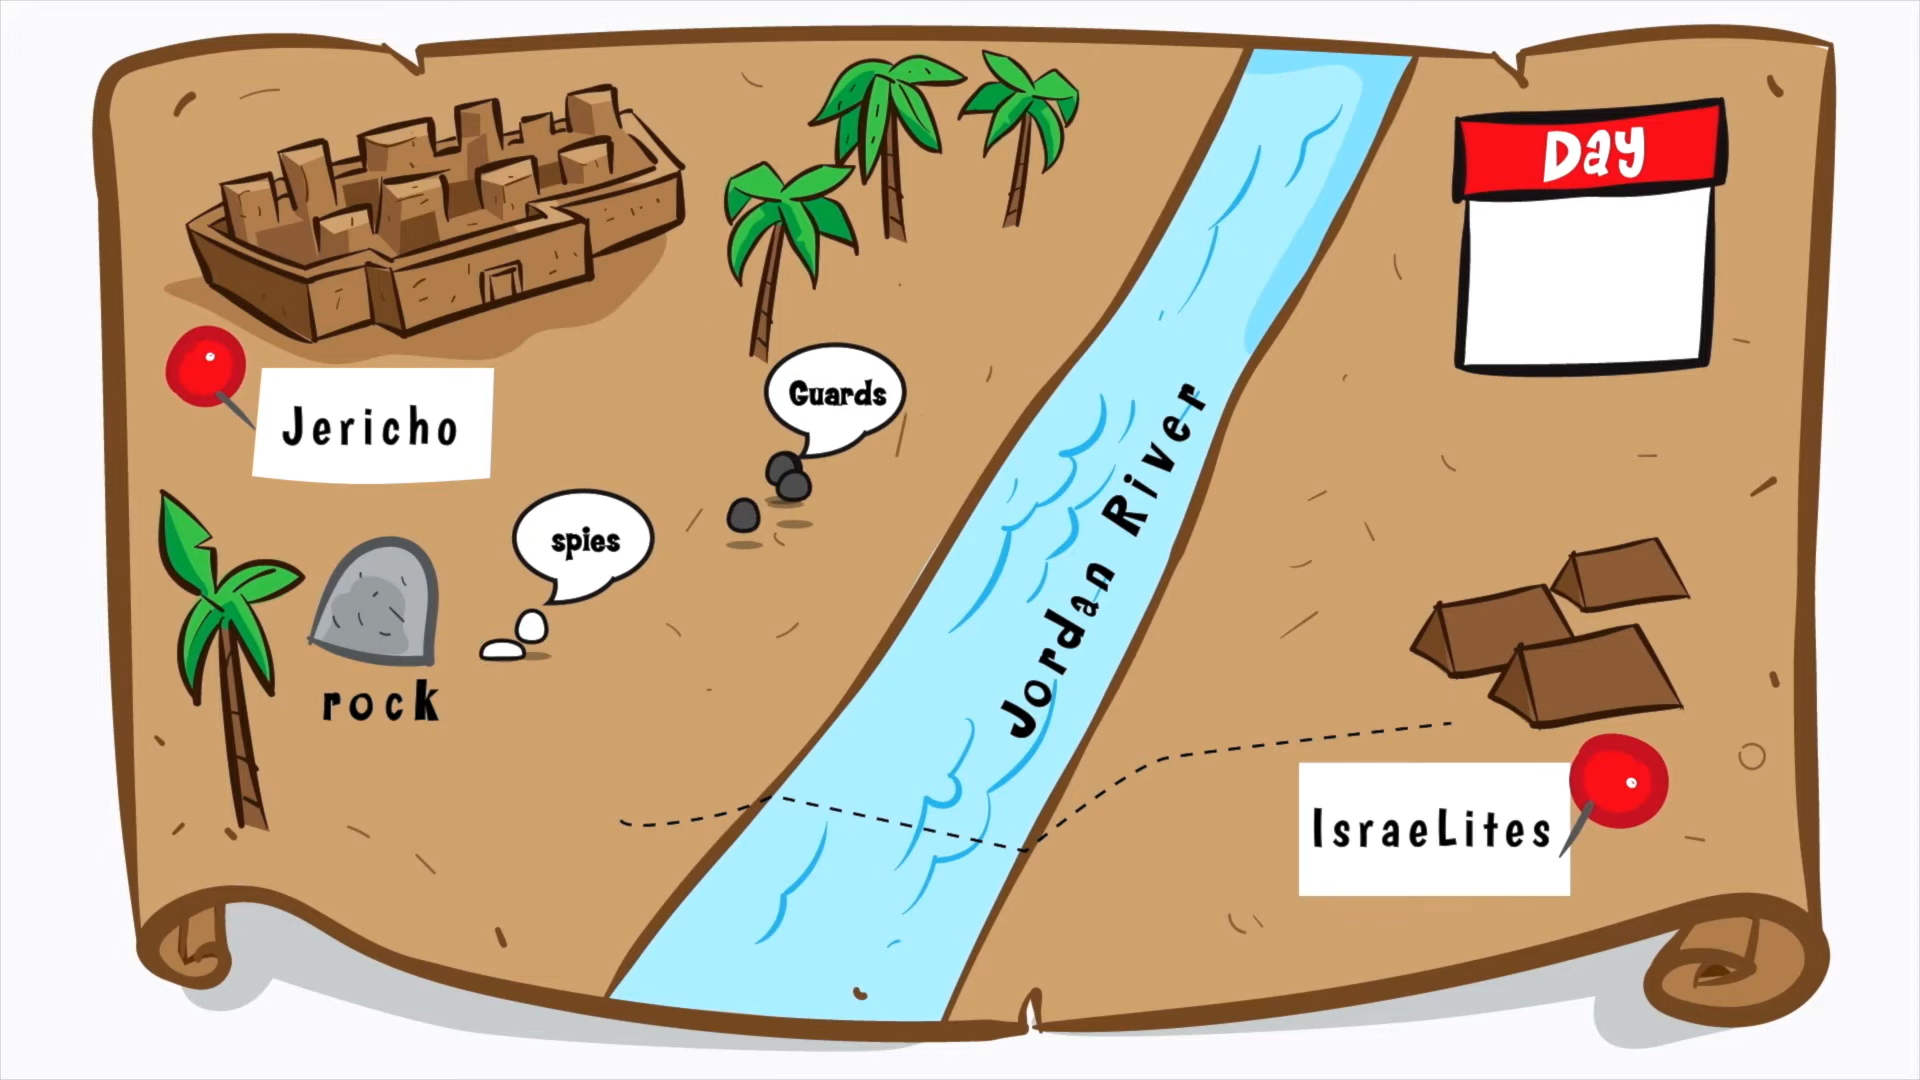 Day
Guards
Jericho
spies
Jordan River
rock
IsraeLites